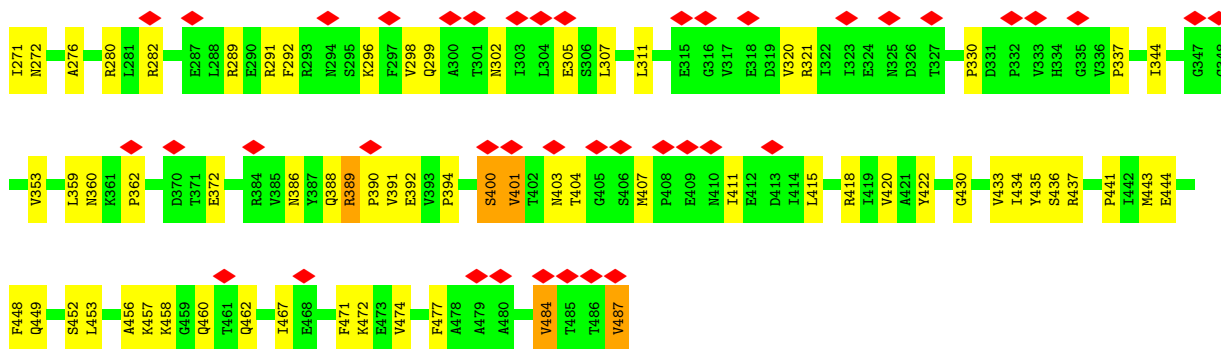 I271 N272 A276 R280 L281 R282 E287 L288 R289 E290 R291 F292 R293 N294 S295 K296 F297 V298 Q299 A300 T301 N302 I303 L304 E305 S306 L307 L311 E315 G316 V317 E318 D319 V320 R321 I322 I323 E324 N325 D326 T327 P330 D331 P332 V333 H334 G335 V336 P337 I344 G347
V353 L359 N360 K361 P362 D370 T371 E372 R384 V385 N386 Y387 Q388 R389 P390 V391 E392 V393 P394 S400 V401 T402 N403 T404 G405 S406 M407 P408 E409 N410 I411 E412 D413 I414 L415 R418 I419 V420 A421 Y422 G430 V433 I434 Y435 S436 R437 P441 I442 M443 E444
F448 Q449 S452 L453 A456 K457 K458 G459 Q460 T461 Q462 I467 E468 F471 K472 E473 V474 F477 A478 A479 A480 V484 T485 T486 V487